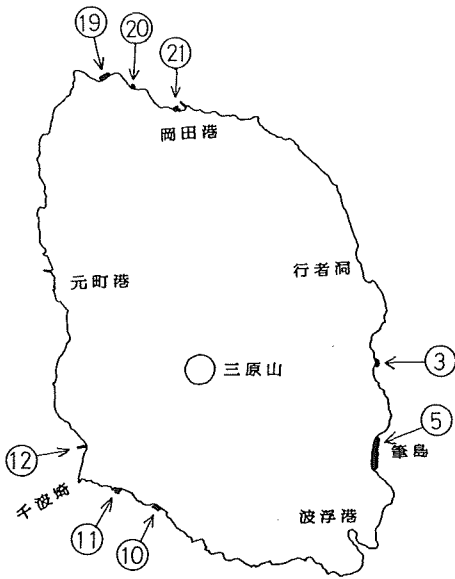 ⑲
⑳
㉑
岡田港
行者洞
元町港
三原山
③
⑤
筆島
⑫
千波崎
⑪
⑩
波浮港